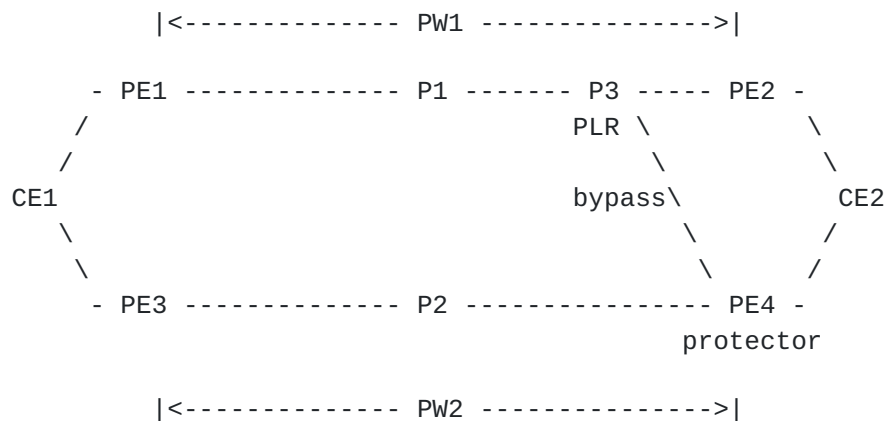 |<-------------- PW1 --------------->|
- PE1 -------------- P1 ------- P3 ----- PE2 -
/ PLR \ \
/ \ \
CE1 bypass\ CE2
\ \ /
\ \ /
- PE3 -------------- P2 ---------------- PE4 -
protector
|<-------------- PW2 --------------->|